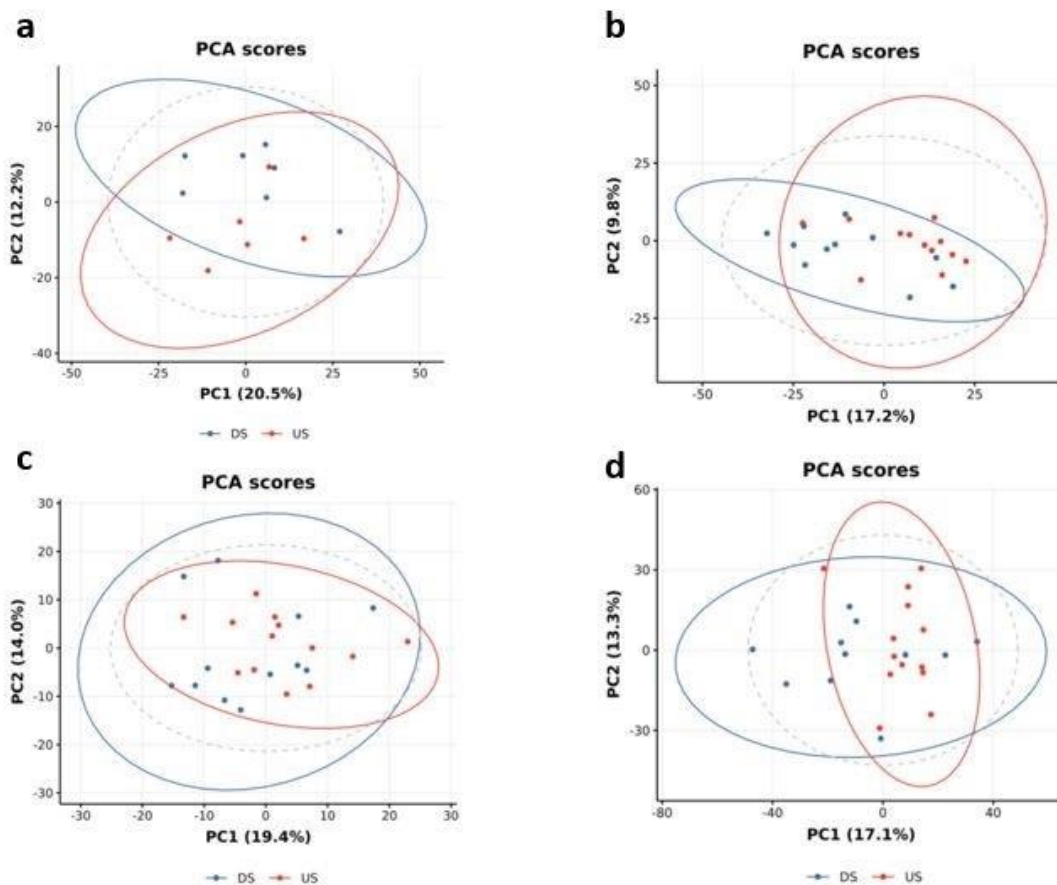 a
PCA scores
20
0
-20
-40
PC2 (12.2%)
-50
-25
0
25
50
PC1 (20.5%)
DS US
b
PCA scores
50
25
0
-25
PC2 (9.8%)
-50
0
25
PC1 (17.2%)
c
PCA scores
30
20
10
0
-10
-20
-30
PC2 (14.0%)
-30
-20
-10
0
10
20
30
PC1 (19.4%)
DS US
d
PCA scores
60
30
0
-30
PC2 (13.3%)
-80
-40
0
40
PC1 (17.1%)
DS US